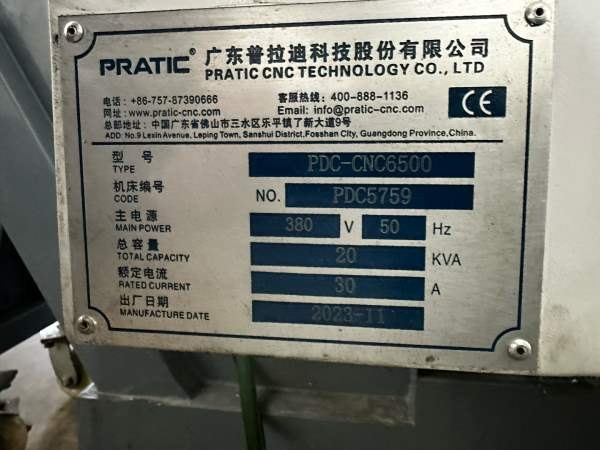 PRATIC® 广东普拉迪科技股份有限公司
PRATIC CNC TECHNOLOGY CO., LTD
电话：+86-757-87390666 客服热线：400-888-1136
网址：www.pratic-cnc.com Email: info@pratic-cnc.com
总部地址：中国广东省佛山市三水区乐平镇了新大道9号
ADD: No.9 Lexin Avenue, Leping Town, Sanshui District, Fosshan City, Guangdong Province, China.
CE
型号 PDC-CNC6500
TYPE
机床编号 NO. PDC5759
CODE
主电源 380 V 50 Hz
MAIN POWER
总容量 20 KVA
TOTAL CAPACITY
额定电流 30 A
RATED CURRENT
出厂日期 2023-11
MANUFACTURE DATE